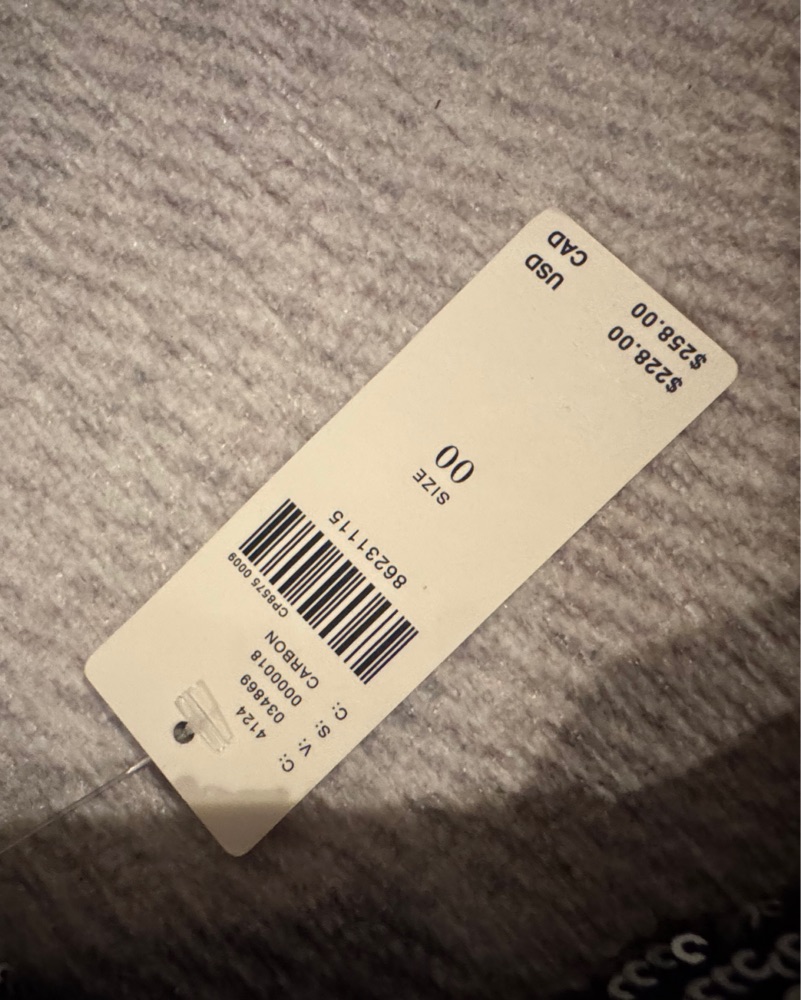 C: 4124
V: 034869
S: 0000018
C: CARBON
CP8575 0009
86231115
SIZE
00
$228.00 USD
$258.00 CAD